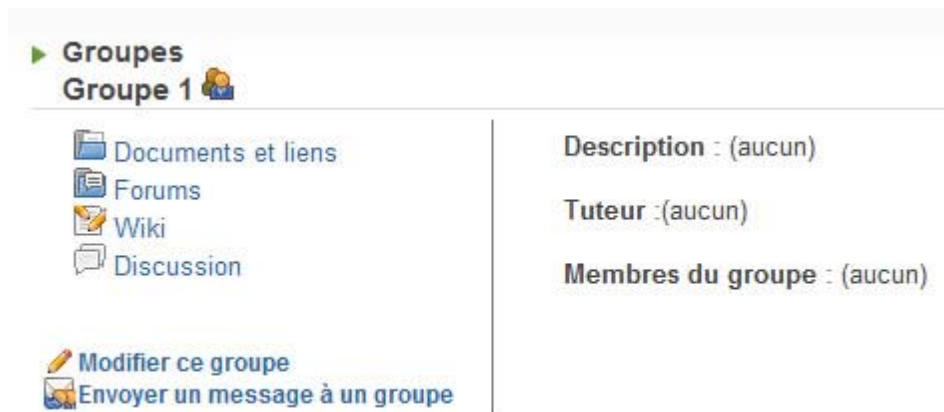 Groupes
Groupe 1
Documents et liens
Forums
Wiki
Discussion
Modifier ce groupe
Envoyer un message à un groupe
Description : (aucun)
Tuteur :(aucun)
Membres du groupe : (aucun)